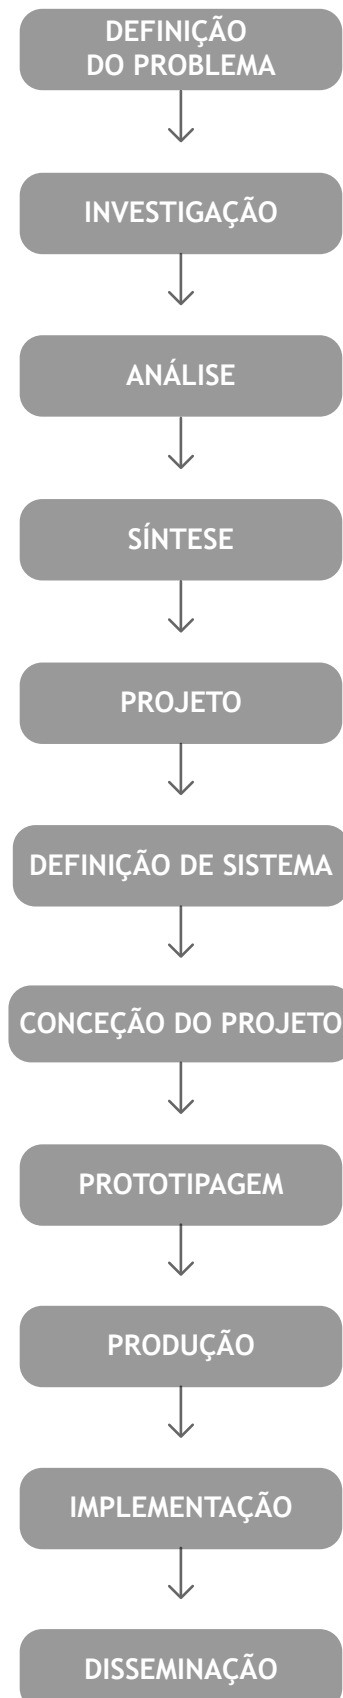 DEFINIÇÃO
DO PROBLEMA
INVESTIGAÇÃO
ANÁLISE
SÍNTESE
PROJETO
DEFINIÇÃO DE SISTEMA
CONCEÇÃO DO PROJETO
PROTOTIPAGEM
PRODUÇÃO
IMPLEMENTAÇÃO
DISSEMINAÇÃO